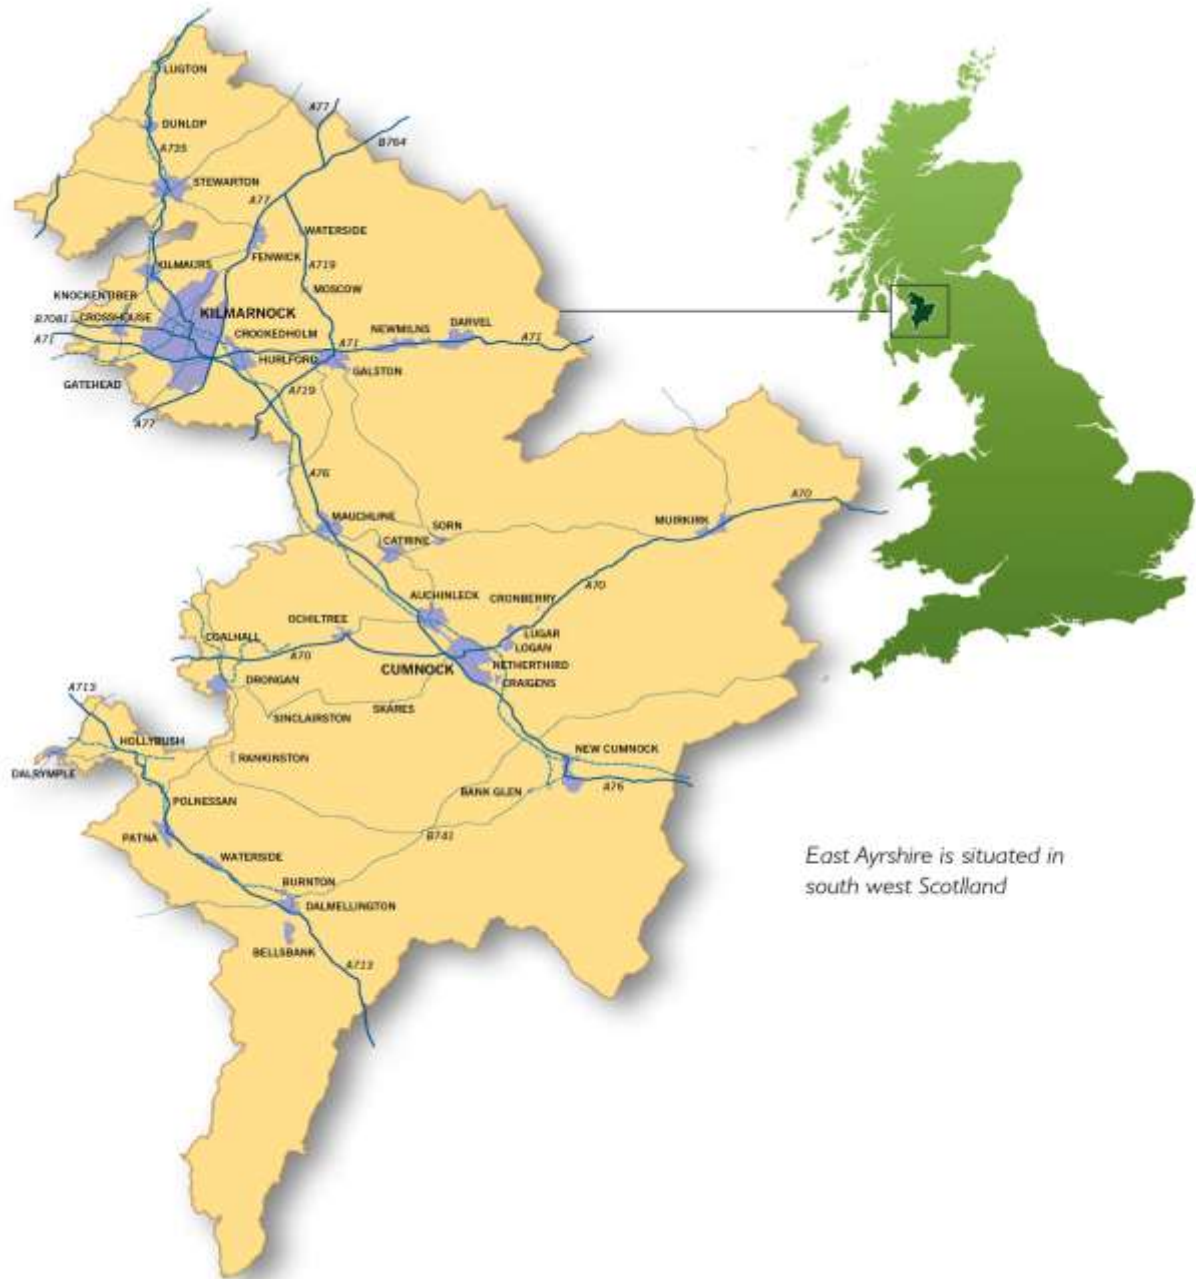 LUGTON
A77
DUNLOP
B764
A735
STEWARTON
A77
WATERSIDE
FENWICK
KILMAURS
A719
MOSCOW
KNOCKENTIBER
KILMARNOCK
B7081
CROSSHOUSE
NEWMILNS
DARVEL
CROOKEDHOLM
A71
A71
A71
HURLFORD
GALSTON
GATEHEAD
A719
A77
A76
A70
MAUCHLINE
MUIRKIRK
SORN
CATRINE
A70
AUCHINLECK
CRONBERRY
OCHILTREE
LUGAR
COALHALL
LOGAN
A70
NETHERTHIRD
CUMNOCK
DRONGAN
CRAIGENS
A713
SKARES
SINCLAIRSTON
HOLLYBUSH
NEW CUMNOCK
RANKINSTON
DALRYMPLE
A76
BANK GLEN
POLNESSAN
B741
PATNA
WATERSIDE
BURNTON
DALMELLINGTON
BELLSBANK
A713
East Ayrshire is situated in
south west Scotlland